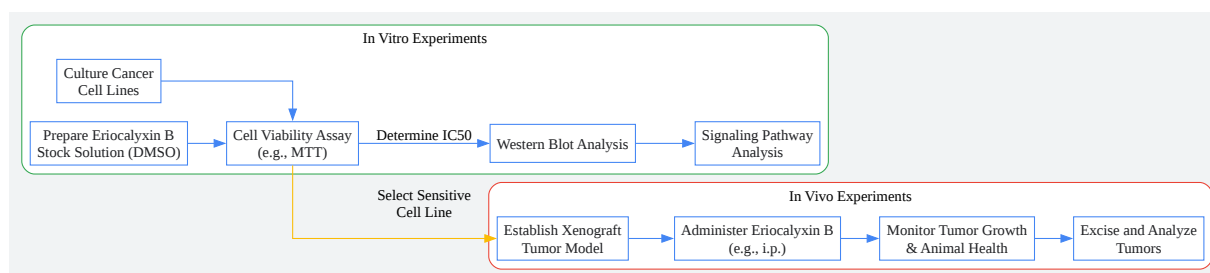 In Vitro Experiments
Culture Cancer
Cell Lines
Prepare Eriocalyxin B
Stock Solution (DMSO)
Cell Viability Assay
(e.g., MTT)
Determine IC50
Western Blot Analysis
Signaling Pathway
Analysis
Select Sensitive
Cell Line
In Vivo Experiments
Establish Xenograft
Tumor Model
Administer Eriocalyxin B
(e.g., i.p.)
Monitor Tumor Growth
& Animal Health
Excise and Analyze
Tumors